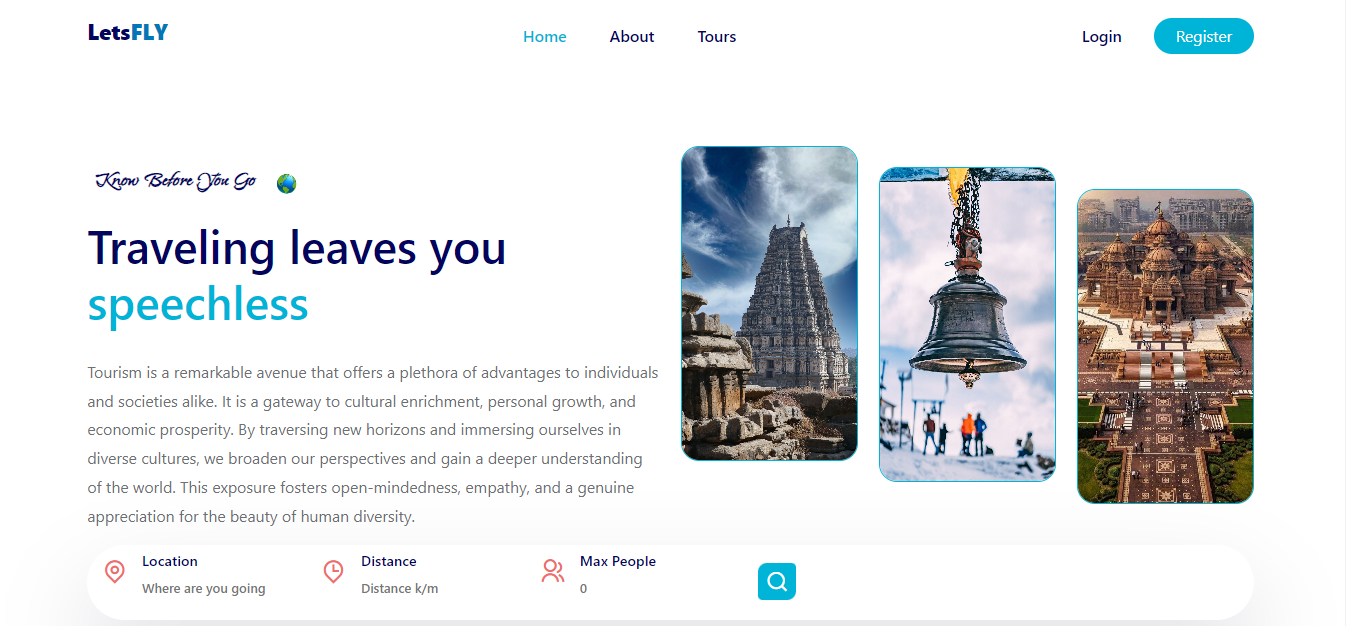 LetsFLY
Home About Tours
Login Register
Know Before You Go
Traveling leaves you
speechless
Tourism is a remarkable avenue that offers a plethora of advantages to individuals
and societies alike. It is a gateway to cultural enrichment, personal growth, and
economic prosperity. By traversing new horizons and immersing ourselves in
diverse cultures, we broaden our perspectives and gain a deeper understanding
of the world. This exposure fosters open-mindedness, empathy, and a genuine
appreciation for the beauty of human diversity.
Location
Where are you going
Distance
Distance k/m
Max People
0